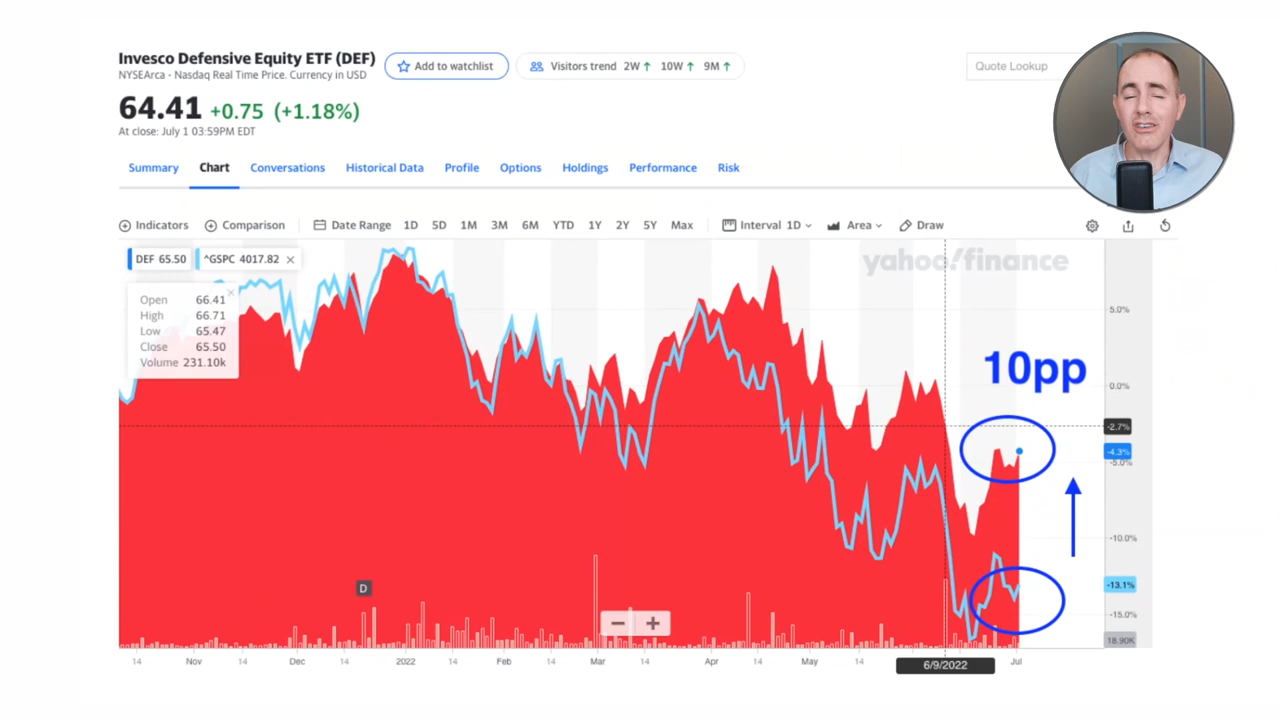 Invesco Defensive Equity ETF (DEF)
Add to watchlist
Visitors trend 2W ↑ 10W ↑ 9M ↑
Quote Lookup
NYSEArca - Nasdaq Real Time Price. Currency in USD
64.41 +0.75 (+1.18%)
At close: July 1 03:59PM EDT
Summary Chart Conversations Historical Data Profile Options Holdings Performance Risk
Indicators Comparison Date Range 1D 5D 1M 3M 6M YTD 1Y 2Y 5Y Max Interval 1D Area Draw
DEF 65.50 ^GSPC 4017.82 ×
yahoo!finance
Open 66.41
High 66.71
Low 65.47
Close 65.50
Volume 231.10k
5.0%
10pp
0.0%
-2.7%
-4.3%
-5.0%
-10.0%
-13.1%
D
-15.0%
− +
18.90K
14 Nov 14 Dec 14 2022 14 Feb 14 Mar 14 Apr 14 May 14 6/9/2022 Jul